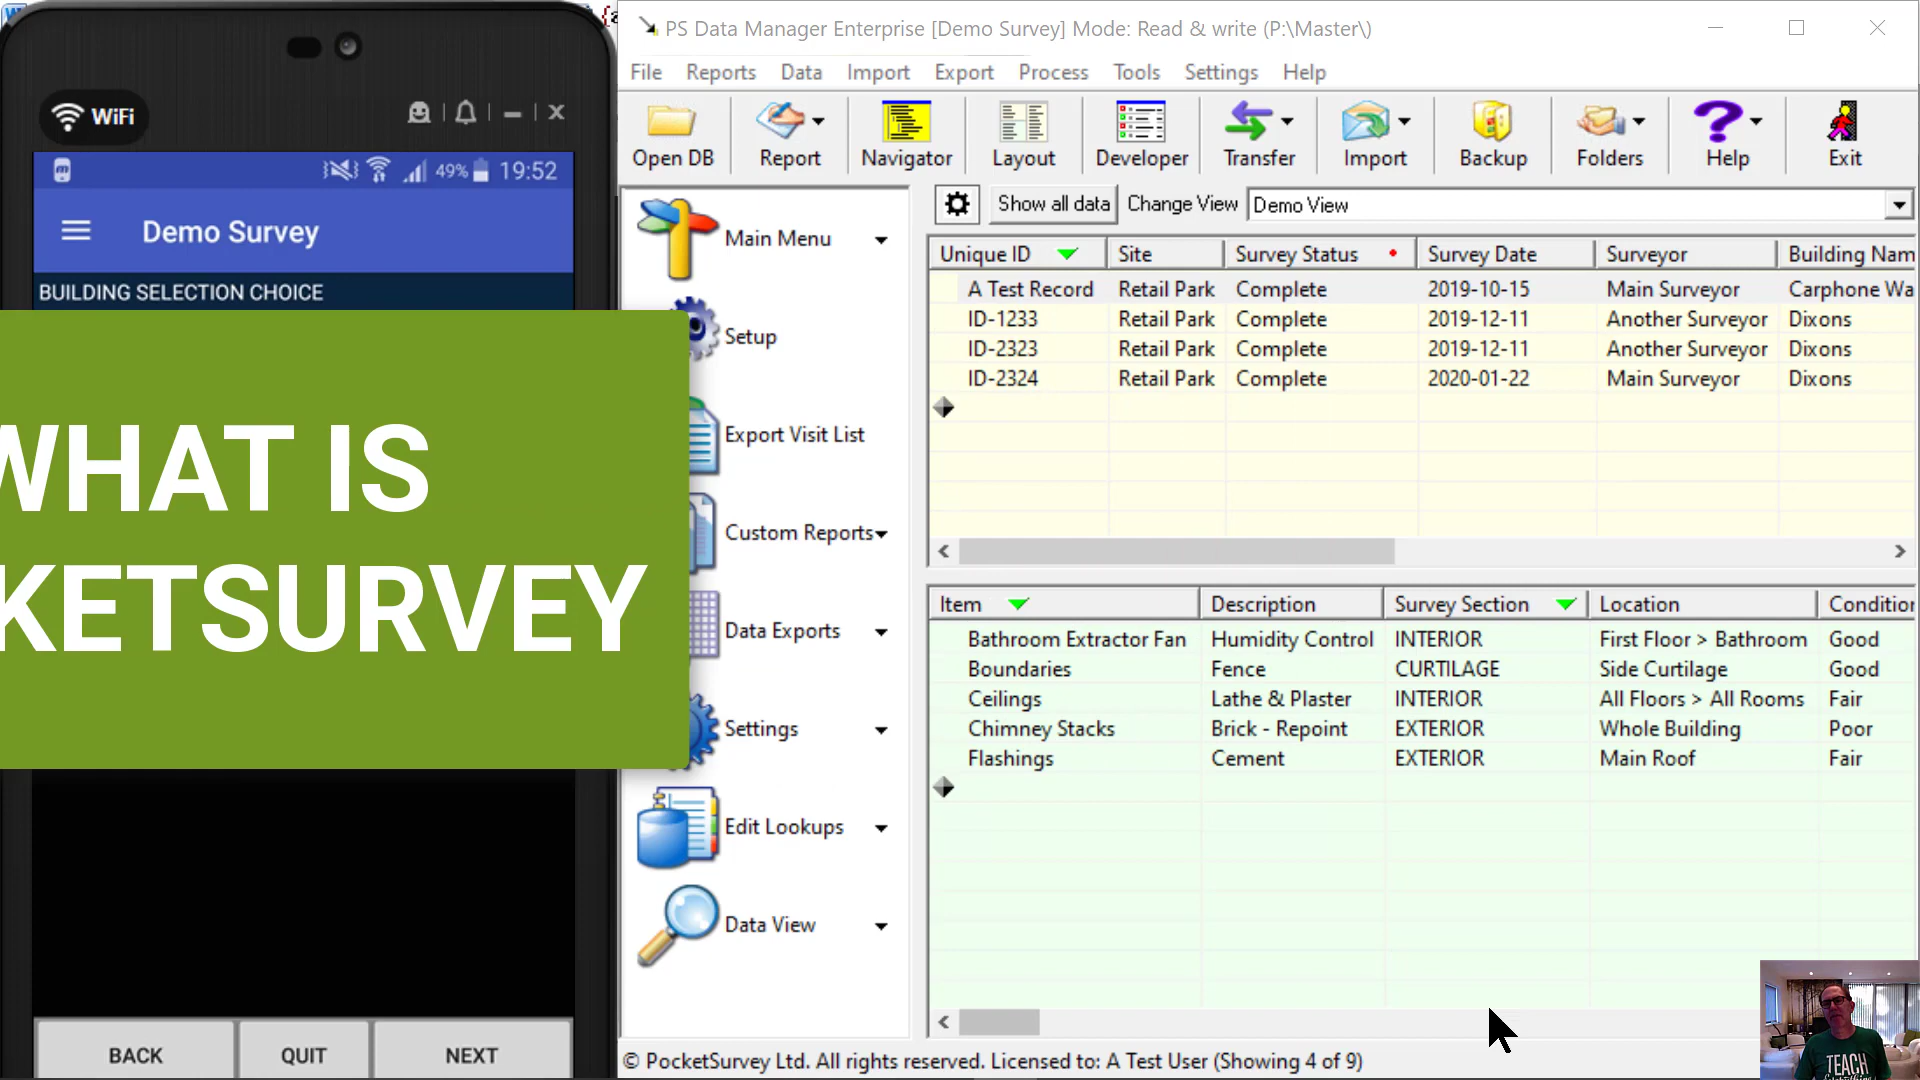 PS Data Manager Enterprise [Demo Survey] Mode: Read & write (P:\Master\)
File Reports Data Import Export Process Tools Settings Help
Open DB Report Navigator Layout Developer Transfer Import Backup Folders Help Exit
WiFi
49% 19:52
Demo Survey
BUILDING SELECTION CHOICE
WHAT IS
KETSURVEY
BACK QUIT NEXT
Main Menu
Setup
Export Visit List
Custom Reports
Data Exports
Settings
Edit Lookups
Data View
Show all data Change View Demo View
Unique ID Site Survey Status Survey Date Surveyor Building Nam
A Test Record Retail Park Complete 2019-10-15 Main Surveyor Carphone Wa
ID-1233 Retail Park Complete 2019-12-11 Another Surveyor Dixons
ID-2323 Retail Park Complete 2019-12-11 Another Surveyor Dixons
ID-2324 Retail Park Complete 2020-01-22 Main Surveyor Dixons
Item Description Survey Section Location Condition
Bathroom Extractor Fan Humidity Control INTERIOR First Floor > Bathroom Good
Boundaries Fence CURTILAGE Side Curtilage Good
Ceilings Lathe & Plaster INTERIOR All Floors > All Rooms Fair
Chimney Stacks Brick - Repoint EXTERIOR Whole Building Poor
Flashings Cement EXTERIOR Main Roof Fair
© PocketSurvey Ltd. All rights reserved. Licensed to: A Test User (Showing 4 of 9)
TEACH